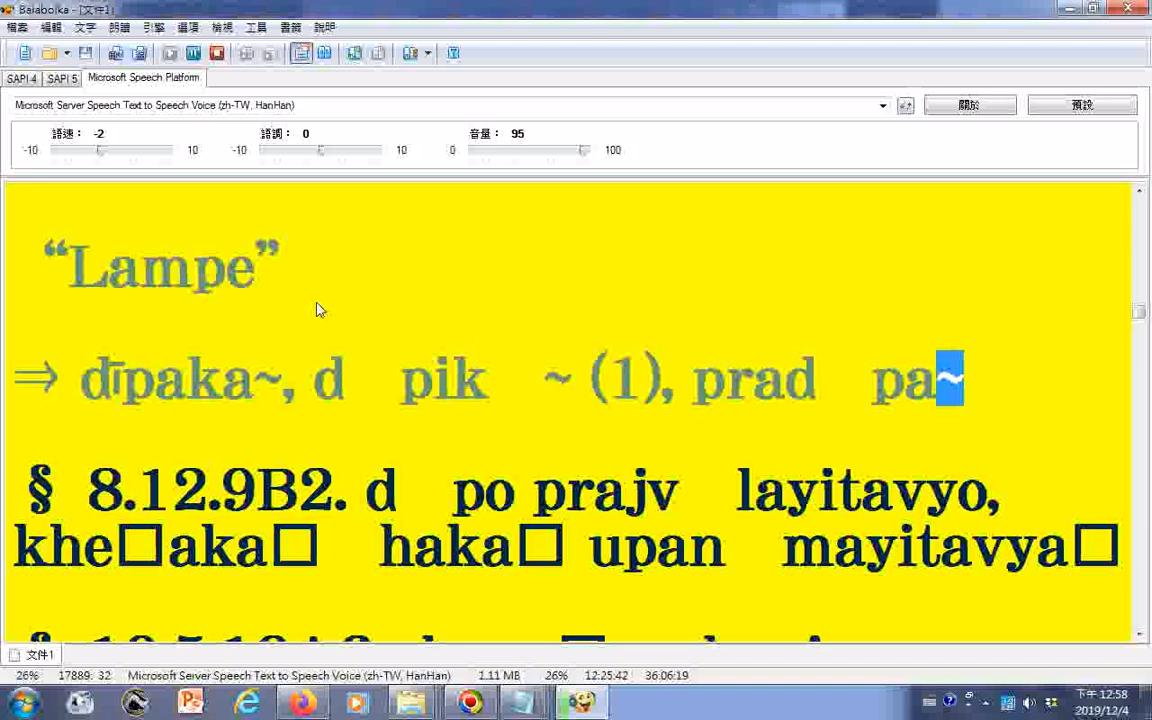 Balabolka - [文件1]
檔案 編輯 文字 朗讀 引擎 選項 檢視 工具 書籤 說明
SAPI 4 SAPI 5 Microsoft Speech Platform
Microsoft Server Speech Text to Speech Voice (zh-TW, HanHan) 關於 預設
語速： -2 語調： 0 音量： 95
-10 10 -10 10 0 100
“Lampe”
⇒ dīpaka~, d pik ~ (1), prad pa~
§ 8.12.9B2. d po prajv layitavyo,
khe□aka□ haka□ upan mayitavya□
文件1
26% 17889: 32 Microsoft Server Speech Text to Speech Voice (zh-TW, HanHan) 1.11 MB 26% 12:25:42 36:06:19
下午 12:58
2019/12/4